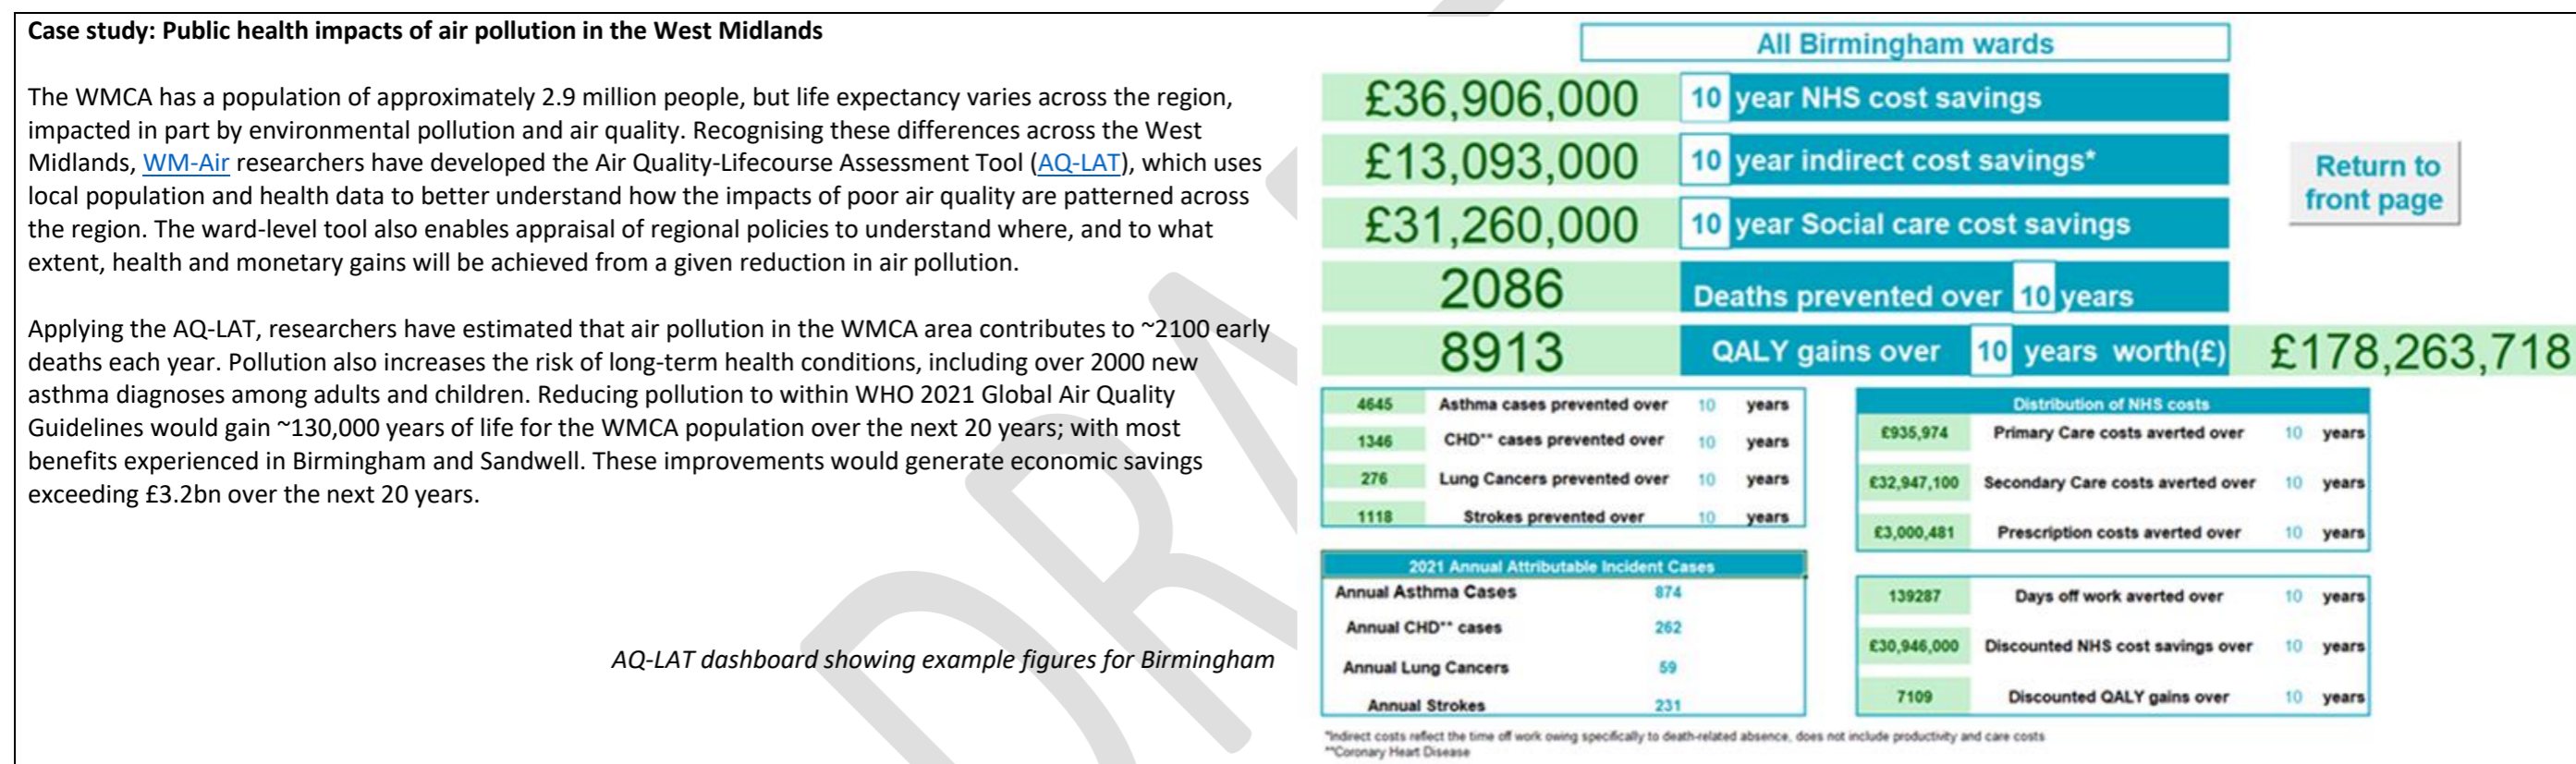 Case study: Public health impacts of air pollution in the West Midlands
The WMCA has a population of approximately 2.9 million people, but life expectancy varies across the region,
impacted in part by environmental pollution and air quality. Recognising these differences across the West
Midlands, WM-Air researchers have developed the Air Quality-Lifecourse Assessment Tool (AQ-LAT), which uses
local population and health data to better understand how the impacts of poor air quality are patterned across
the region. The ward-level tool also enables appraisal of regional policies to understand where, and to what
extent, health and monetary gains will be achieved from a given reduction in air pollution.
Applying the AQ-LAT, researchers have estimated that air pollution in the WMCA area contributes to ~2100 early
deaths each year. Pollution also increases the risk of long-term health conditions, including over 2000 new
asthma diagnoses among adults and children. Reducing pollution to within WHO 2021 Global Air Quality
Guidelines would gain ~130,000 years of life for the WMCA population over the next 20 years; with most
benefits experienced in Birmingham and Sandwell. These improvements would generate economic savings
exceeding £3.2bn over the next 20 years.
AQ-LAT dashboard showing example figures for Birmingham
All Birmingham wards
£36,906,000 10 year NHS cost savings
£13,093,000 10 year indirect cost savings*
£31,260,000 10 year Social care cost savings
Return to
front page
2086 Deaths prevented over 10 years
8913 QALY gains over 10 years worth(£) £178,263,718
4645 Asthma cases prevented over 10 years
1346 CHD** cases prevented over 10 years
276 Lung Cancers prevented over 10 years
1118 Strokes prevented over 10 years
Distribution of NHS costs
£935,974 Primary Care costs averted over 10 years
£32,947,100 Secondary Care costs averted over 10 years
£3,000,481 Prescription costs averted over 10 years
2021 Annual Attributable Incident Cases
Annual Asthma Cases 874
Annual CHD** cases 262
Annual Lung Cancers 59
Annual Strokes 231
139287 Days off work averted over 10 years
£30,946,000 Discounted NHS cost savings over 10 years
7109 Discounted QALY gains over 10 years
*Indirect costs reflect the time off work owing specifically to death-related absence, does not include productivity and care costs
**Coronary Heart Disease